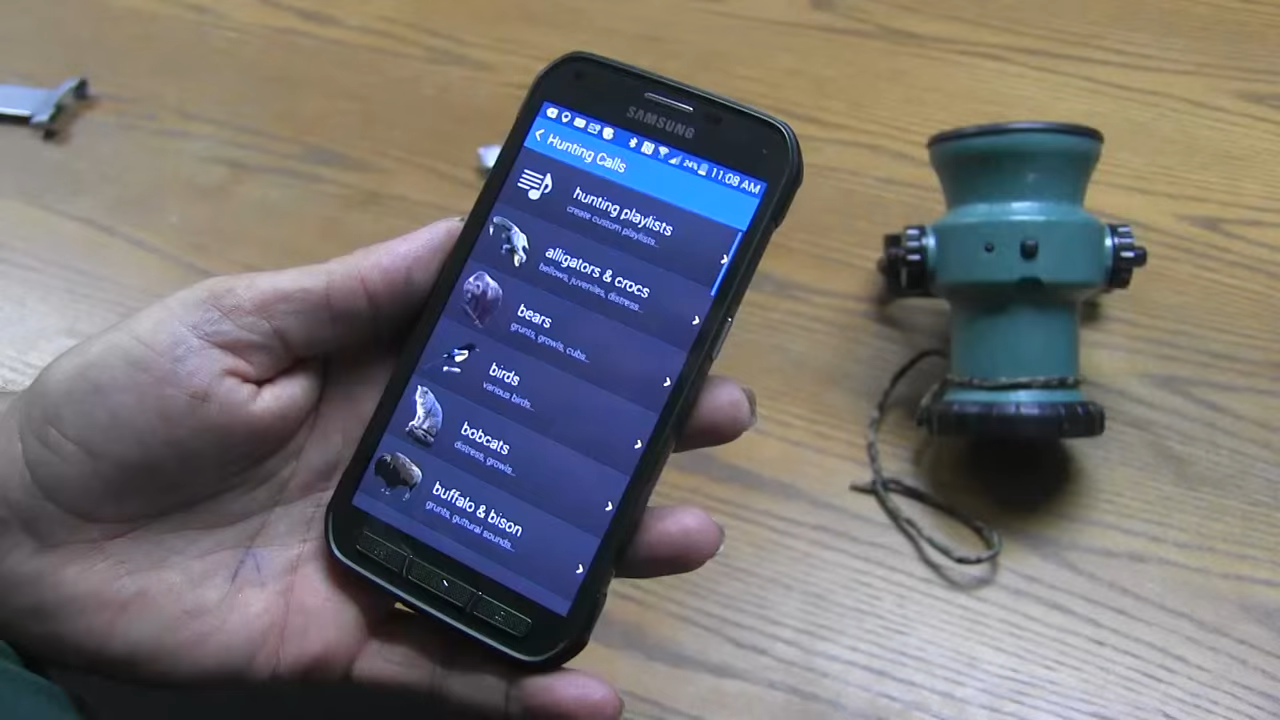 SAMSUNG
24% 11:08 AM
Hunting Calls
hunting playlists
create custom playlists...
alligators & crocs
bellows, juveniles, distress...
bears
grunts, growls, cubs...
birds
various birds...
bobcats
distress, growls...
buffalo & bison
grunts, guttural sounds...